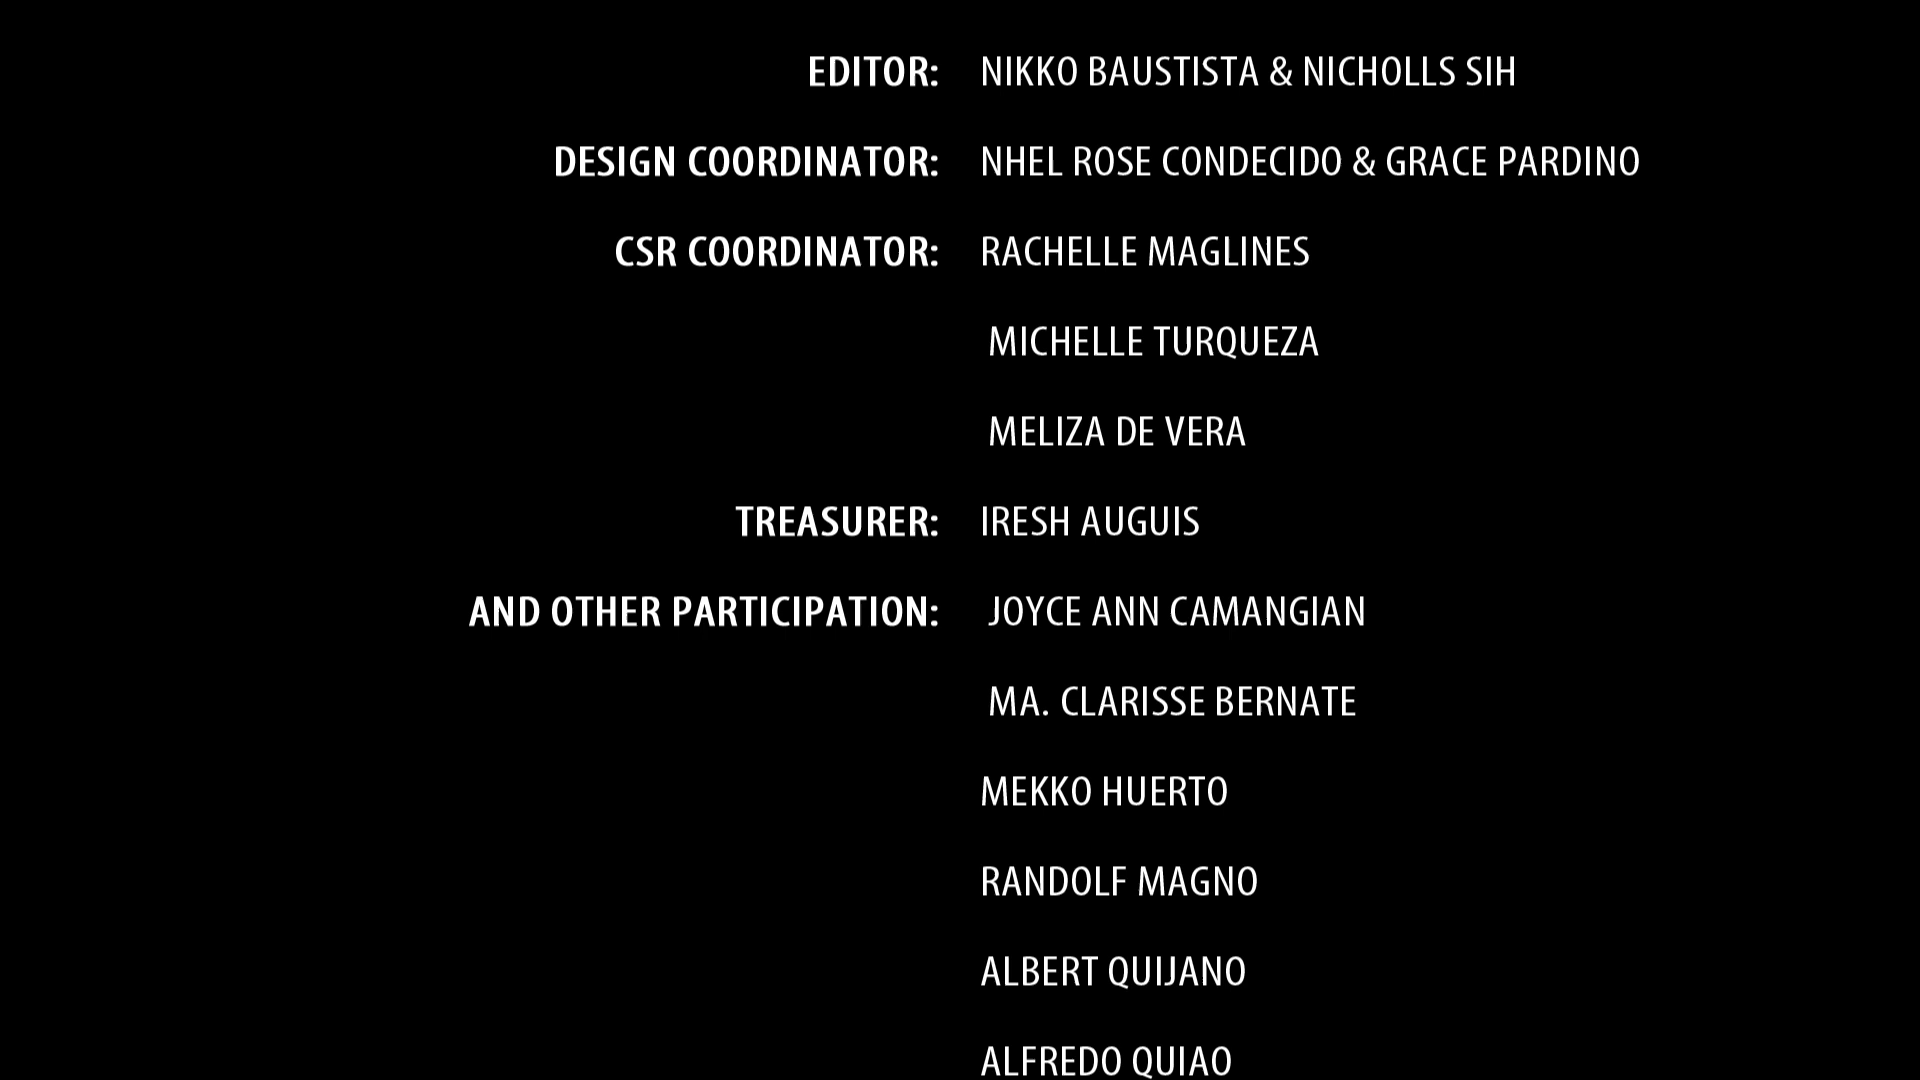 EDITOR: NIKKO BAUSTISTA & NICHOLLS SIH
DESIGN COORDINATOR: NHEL ROSE CONDECIDO & GRACE PARDINO
CSR COORDINATOR: RACHELLE MAGLINES
MICHELLE TURQUEZA
MELIZA DE VERA
TREASURER: IRESH AUGUIS
AND OTHER PARTICIPATION: JOYCE ANN CAMANGIAN
MA. CLARISSE BERNATE
MEKKO HUERTO
RANDOLF MAGNO
ALBERT QUIJANO
ALFREDO QUIAO